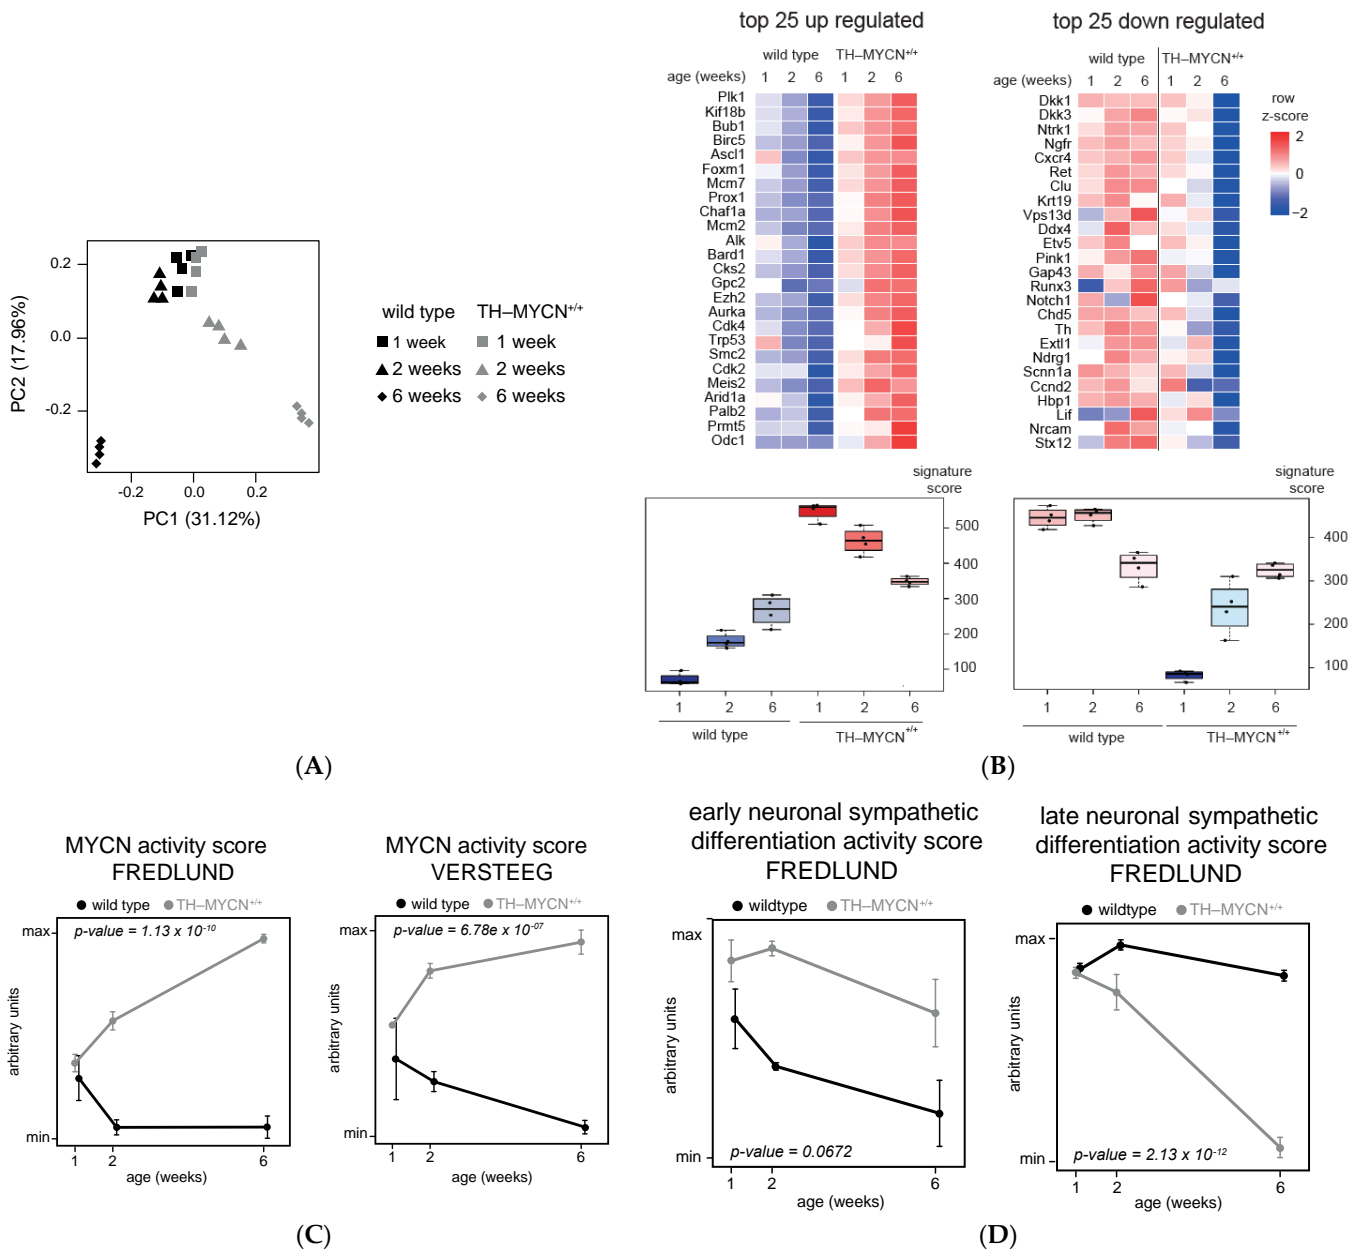 PC2 (17.96%)
0.2
0.0
-0.2
-0.2
0.0
0.2
PC1 (31.12%)
wild type
TH–MYCN+/+
1 week
1 week
2 weeks
2 weeks
6 weeks
6 weeks
(A)
top 25 up regulated
wild type
TH–MYCN+/+
age (weeks) 1 2 6 1 2 6
Plk1
Kif18b
Bub1
Birc5
Ascl1
Foxm1
Mcm7
Prox1
Chaf1a
Mcm2
Alk
Bard1
Cks2
Gpc2
Ezh2
Aurka
Cdk4
Trp53
Smc2
Cdk2
Meis2
Arid1a
Palb2
Prmt5
Odc1
top 25 down regulated
wild type
TH–MYCN+/+
age (weeks) 1 2 6 1 2 6
Dkk1
Dkk3
Ntrk1
Ngfr
Cxcr4
Ret
Clu
Krt19
Vps13d
Ddx4
Etv5
Pink1
Gap43
Runx3
Notch1
Chd5
Th
Extl1
Ndrg1
Scnn1a
Ccnd2
Hbp1
Lif
Nrcam
Stx12
row
z-score
2
0
−2
signature
score
500
400
300
200
100
1 2 6 1 2 6
wild type
TH–MYCN+/+
signature
score
400
300
200
100
1 2 6 1 2 6
wild type
TH–MYCN+/+
(B)
MYCN activity score
FREDLUND
wild type
TH–MYCN+/+
p-value = 1.13 x 10-10
max
arbitrary units
min
1 2 6
age (weeks)
MYCN activity score
VERSTEEG
wild type
TH–MYCN+/+
p-value = 6.78e x 10-07
max
arbitrary units
min
1 2 6
age (weeks)
(C)
early neuronal sympathetic
differentiation activity score
FREDLUND
wildtype
TH–MYCN+/+
max
arbitrary units
min
p-value = 0.0672
1 2 6
age (weeks)
late neuronal sympathetic
differentiation activity score
FREDLUND
wildtype
TH–MYCN+/+
max
arbitrary units
min
p-value = 2.13 x 10-12
1 2 6
age (weeks)
(D)